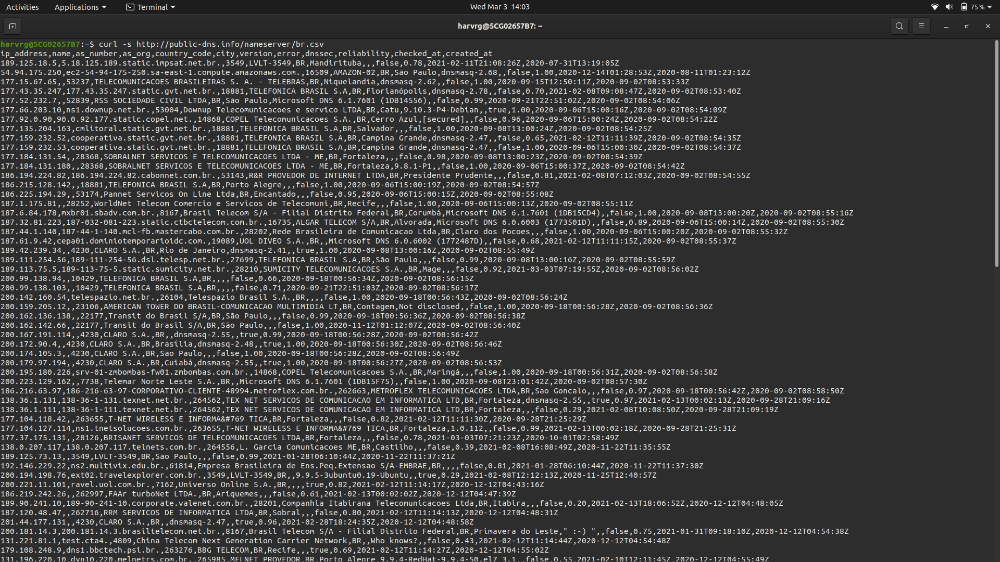 Activities
Applications
Terminal
Wed Mar 3 14:03
75 %
harvrg@5CG02657B7: ~
harvrg@5CG02657B7:~$ curl -s http://public-dns.info/nameserver/br.csv
ip_address,name,as_number,as_org,country_code,city,version,error,dnssec,reliability,checked_at,created_at
189.125.18.5,5.18.125.189.static.impsat.net.br.,3549,LVLT-3549,BR,Mandirituba,,,false,0.78,2021-02-11T21:08:26Z,2020-07-31T13:19:05Z
54.94.175.250,ec2-54-94-175-250.sa-east-1.compute.amazonaws.com.,16509,AMAZON-02,BR,São Paulo,dnsmasq-2.68,,false,1.00,2020-12-14T01:28:53Z,2020-08-11T01:23:12Z
177.15.67.65,,53237,TELECOMUNICACOES BRASILEIRAS S. A. - TELEBRAS,BR,Niquelandia,dnsmasq-2.62,,false,1.00,2020-09-15T12:50:11Z,2020-09-02T08:53:33Z
177.43.35.247,177.43.35.247.static.gvt.net.br.,18881,TELEFONICA BRASIL S.A,BR,Florianópolis,dnsmasq-2.78,,false,0.70,2021-02-08T09:08:47Z,2020-09-02T08:53:40Z
177.52.232.7,,52839,RSS SOCIEDADE CIVIL LTDA,BR,São Paulo,Microsoft DNS 6.1.7601 (1DB14556),,false,0.99,2020-09-21T22:51:02Z,2020-09-02T08:54:06Z
177.66.203.10,ns1.downup.net.br.,53004,Downup Telecomunicacoes e servico LTDA,BR,Catu,9.10.3-P4-Debian,,true,1.00,2020-09-06T15:00:16Z,2020-09-02T08:54:09Z
177.92.0.90,90.0.92.177.static.copel.net.,14868,COPEL Telecomunicacoes S.A.,BR,Cerro Azul,[secured],,false,0.96,2020-09-06T15:00:24Z,2020-09-02T08:54:22Z
177.135.204.163,cmlitoral.static.gvt.net.br.,18881,TELEFONICA BRASIL S.A,BR,Salvador,,,false,1.00,2020-09-08T13:00:24Z,2020-09-02T08:54:25Z
177.159.232.52,cooperativa.static.gvt.net.br.,18881,TELEFONICA BRASIL S.A,BR,Campina Grande,dnsmasq-2.47,,false,0.65,2021-02-12T11:11:39Z,2020-09-02T08:54:35Z
177.159.232.53,cooperativa.static.gvt.net.br.,18881,TELEFONICA BRASIL S.A,BR,Campina Grande,dnsmasq-2.47,,false,1.00,2020-09-06T15:00:30Z,2020-09-02T08:54:37Z
177.184.131.54,,28368,SOBRALNET SERVICOS E TELECOMUNICACOES LTDA - ME,BR,Fortaleza,,,false,0.98,2020-09-08T13:00:23Z,2020-09-02T08:54:39Z
177.184.131.180,,28368,SOBRALNET SERVICOS E TELECOMUNICACOES LTDA - ME,BR,Fortaleza,9.8.1-P1,,false,1.00,2020-09-06T15:00:37Z,2020-09-02T08:54:42Z
186.194.224.82,186.194.224.82.cabonnet.com.br.,53143,R&R PROVEDOR DE INTERNET LTDA,BR,Presidente Prudente,,,false,0.81,2021-02-08T07:12:03Z,2020-09-02T08:54:55Z
186.215.128.142,,18881,TELEFONICA BRASIL S.A,BR,Porto Alegre,,,false,1.00,2020-09-06T15:00:19Z,2020-09-02T08:54:57Z
186.225.194.29,,53174,Pannet Servicos On Line Ltda,BR,Encantado,,,false,0.95,2020-09-06T15:00:15Z,2020-09-02T08:55:08Z
187.1.175.81,,28252,WorldNet Telecom Comercio e Servicos de Telecomuni,BR,Recife,,,false,1.00,2020-09-06T15:00:13Z,2020-09-02T08:55:11Z
187.6.84.178,mxbr01.sbadv.com.br.,8167,Brasil Telecom S/A - Filial Distrito Federal,BR,Corumbá,Microsoft DNS 6.1.7601 (1DB15CD4),,false,1.00,2020-09-08T13:00:20Z,2020-09-02T08:55:16Z
187.32.81.223,187-032-081-223.static.ctbctelecom.com.br.,16735,ALGAR TELECOM S/A,BR,Alvorada,Microsoft DNS 6.0.6003 (1773501D),,false,0.89,2020-09-06T15:00:14Z,2020-09-02T08:55:30Z
187.44.1.140,187-44-1-140.mcl-fb.mastercabo.com.br.,28202,Rede Brasileira de Comunicacao Ltda,BR,Claro dos Pocoes,,,false,1.00,2020-09-06T15:00:20Z,2020-09-02T08:55:32Z
187.61.9.42,cepa01.dominiotemporarioidc.com.,19089,UOL DIVEO S.A.,BR,,Microsoft DNS 6.0.6002 (1772487D),,false,0.68,2021-02-12T11:11:15Z,2020-09-02T08:55:37Z
189.42.239.34,,4230,CLARO S.A.,BR,Rio de Janeiro,dnsmasq-2.41,,true,1.00,2020-09-08T13:00:16Z,2020-09-02T08:55:49Z
189.111.254.56,189-111-254-56.dsl.telesp.net.br.,27699,TELEFONICA BRASIL S.A,BR,São Paulo,,,false,0.99,2020-09-08T13:00:15Z,2020-09-02T08:55:59Z
189.113.75.5,189-113-75-5.static.sumicity.net.br.,28210,SUMICITY TELECOMUNICACOES S.A.,BR,Mage,,,false,0.92,2021-03-03T07:19:55Z,2020-09-02T08:56:02Z
200.99.138.94,,10429,TELEFONICA BRASIL S.A,BR,,,,false,0.66,2020-09-18T00:56:34Z,2020-09-02T08:56:15Z
200.99.138.103,,10429,TELEFONICA BRASIL S.A,BR,,,,false,0.71,2020-09-21T22:51:03Z,2020-09-02T08:56:17Z
200.142.160.54,telespazio.net.br.,26104,Telespazio Brasil S.A.,BR,,,,false,1.00,2020-09-18T00:56:43Z,2020-09-02T08:56:24Z
200.159.205.12,,23106,AMERICAN TOWER DO BRASIL-COMUNICACAO MULTIMIDIA LT,BR,Contagem,Not disclosed,,false,1.00,2020-09-18T00:56:28Z,2020-09-02T08:56:36Z
200.162.136.138,,22177,Transit do Brasil S/A,BR,São Paulo,,,false,0.99,2020-09-18T00:56:36Z,2020-09-02T08:56:38Z
200.162.142.66,,22177,Transit do Brasil S/A,BR,São Paulo,,,false,1.00,2020-11-12T01:12:07Z,2020-09-02T08:56:40Z
200.167.191.114,,4230,CLARO S.A.,BR,,dnsmasq-2.55,,true,0.99,2020-09-18T00:56:28Z,2020-09-02T08:56:42Z
200.172.90.4,,4230,CLARO S.A.,BR,Brasília,dnsmasq-2.48,,true,1.00,2020-09-18T00:56:30Z,2020-09-02T08:56:46Z
200.174.105.3,,4230,CLARO S.A.,BR,São Paulo,,,false,1.00,2020-09-18T00:56:28Z,2020-09-02T08:56:49Z
200.179.97.194,,4230,CLARO S.A.,BR,Cuiabá,dnsmasq-2.55,,true,1.00,2020-09-18T00:56:27Z,2020-09-02T08:56:53Z
200.195.180.226,srv-01-zmbombas-fw01.zmbombas.com.br.,14868,COPEL Telecomunicacoes S.A.,BR,Maringá,,,false,1.00,2020-09-18T00:56:31Z,2020-09-02T08:56:58Z
200.223.129.162,,7738,Telemar Norte Leste S.A.,BR,,Microsoft DNS 6.1.7601 (1DB15F75),,false,1.00,2020-09-08T23:01:42Z,2020-09-02T08:57:30Z
186.216.63.97,186-216-63-97-CORPORATIVO-CLIENTE-48994.metroflex.com.br.,262663,METROFLEX TELECOMUNICACOES LTDA,BR,Sao Goncalo,,,false,0.97,2020-09-18T00:56:42Z,2020-09-02T08:58:50Z
138.36.1.131,138-36-1-131.texnet.net.br.,264562,TEX NET SERVICOS DE COMUNICACAO EM INFORMATICA LTD,BR,Fortaleza,dnsmasq-2.55,,true,0.97,2021-02-13T00:02:13Z,2020-09-28T21:09:16Z
138.36.1.111,138-36-1-111.texnet.net.br.,264562,TEX NET SERVICOS DE COMUNICACAO EM INFORMATICA LTD,BR,Fortaleza,,,false,0.29,2021-02-08T10:08:50Z,2020-09-28T21:09:19Z
177.104.118.42,,263655,T-NET WIRELESS E INFORMA&#769 TICA,BR,Fortaleza,,,false,0.82,2021-02-12T11:11:30Z,2020-09-28T21:25:29Z
177.104.127.114,ns1.tnetsolucoes.com.br.,263655,T-NET WIRELESS E INFORMA&#769 TICA,BR,Fortaleza,1.0.112,,false,0.99,2021-02-13T00:02:18Z,2020-09-28T21:25:31Z
177.37.175.131,,28126,BRISANET SERVICOS DE TELECOMUNICACOES LTDA,BR,Fortaleza,,,false,0.78,2021-03-03T07:21:23Z,2020-10-01T02:58:49Z
138.0.207.117,138.0.207.117.telnets.com.br.,264556,L. Garcia Comunicacoes ME,BR,Castilho,,,false,0.39,2021-02-08T16:08:49Z,2020-11-22T11:35:55Z
189.125.73.13,,3549,LVLT-3549,BR,São Paulo,,,false,0.99,2021-01-28T06:10:44Z,2020-11-22T11:37:21Z
192.146.229.22,ns2.multivix.edu.br.,61814,Empresa Brasileira de Ens.Peq.Extensao S/A-EMBRAE,BR,,,,false,0.81,2021-01-28T06:10:44Z,2020-11-22T11:37:30Z
200.194.198.76,ext02.travelexplorer.com.br.,3549,LVLT-3549,BR,,9.9.5-3ubuntu0.19-Ubuntu,,true,0.29,2021-02-08T12:12:13Z,2020-11-25T12:40:57Z
200.221.11.101,ravel.uol.com.br.,7162,Universo Online S.A.,BR,,,,true,0.82,2021-02-12T11:14:17Z,2020-12-12T04:43:16Z
186.219.242.26,,262997,FAAr turboNet LTDA.,BR,Ariquemes,,,false,0.61,2021-02-13T00:02:02Z,2020-12-12T04:47:39Z
189.90.241.10,189-90-241-10.corporate.valenet.com.br.,28201,Companhia Itabirana Telecomunicacoes Ltda,BR,Itabira,,,false,0.20,2021-02-13T18:06:52Z,2020-12-12T04:48:05Z
187.120.48.47,,262716,RRM SERVICOS DE INFORMATICA LTDA,BR,Sobral,,,false,0.80,2021-02-12T11:14:13Z,2020-12-12T04:48:31Z
201.44.177.131,,4230,CLARO S.A.,BR,,dnsmasq-2.47,,true,0.96,2021-02-28T18:24:35Z,2020-12-12T04:48:58Z
200.181.14.3,200.181.14.3.brasiltelecom.net.br.,8167,Brasil Telecom S/A - Filial Distrito Federal,BR,Primavera do Leste," :-) ",,false,0.75,2021-01-31T09:18:10Z,2020-12-12T04:54:38Z
131.221.81.1,test.cta4.,4809,China Telecom Next Generation Carrier Network,BR,,Who knows?,,false,0.43,2021-02-12T11:14:44Z,2020-12-12T04:54:48Z
179.108.248.9,dns1.bbctech.psi.br.,263276,BBG TELECOM,BR,Recife,,,true,0.69,2021-02-12T11:14:27Z,2020-12-12T04:55:02Z
131.196.220.10,dyn10.220.melnetrs.com.br.,265985,MELNET PROVEDOR,BR,Porto Alegre,9.9.4-RedHat-9.9.4-50.el7_3.1,,false,0.55,2021-02-10T12:11:45Z,2020-12-12T04:55:49Z